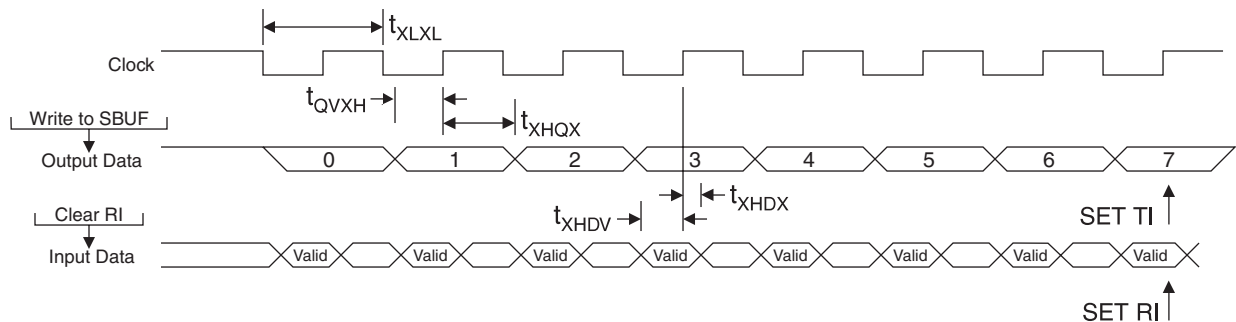 tXLXL
Clock
tQVXH
tXHQX
Write to SBUF
Output Data
0 1 2 3 4 5 6 7
tXHDX
tXHDV
SET TI
Clear RI
Input Data
Valid Valid Valid Valid Valid Valid Valid Valid
SET RI